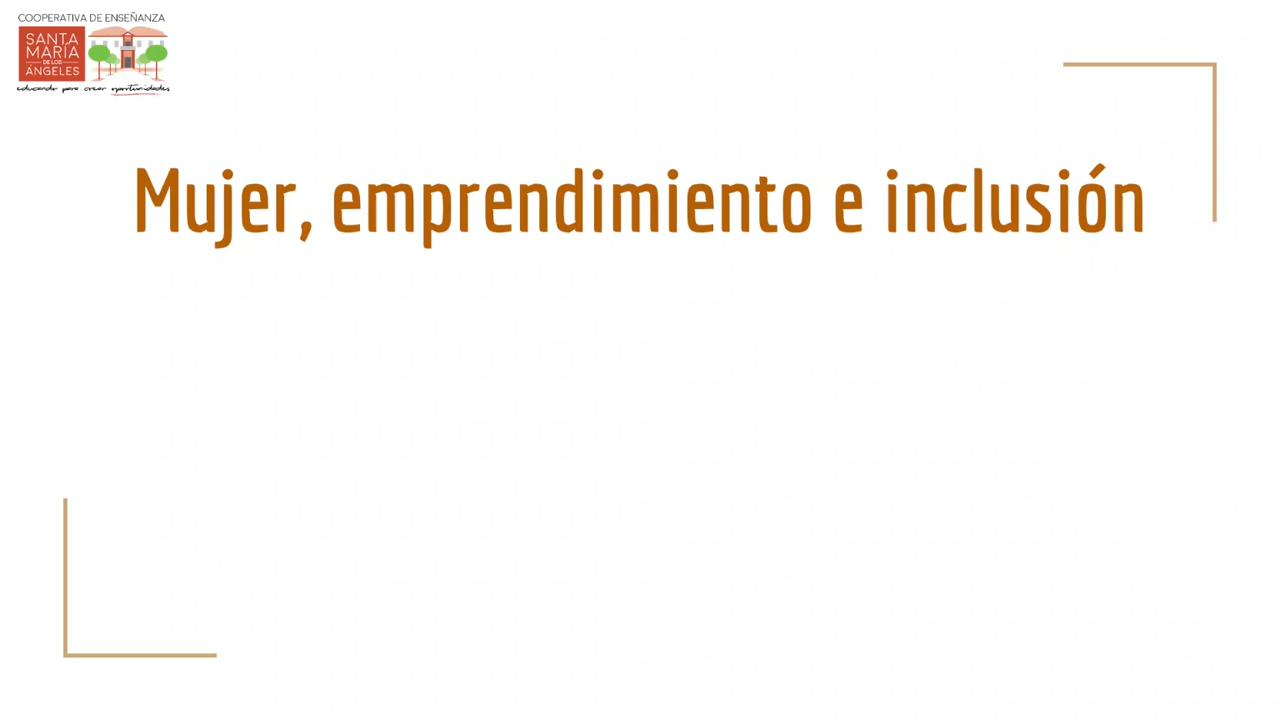 COOPERATIVA DE ENSEÑANZA
SANTA
MARÍA
DE LOS
ÁNGELES
educando para crear oportunidades
Mujer, emprendimiento e inclusión